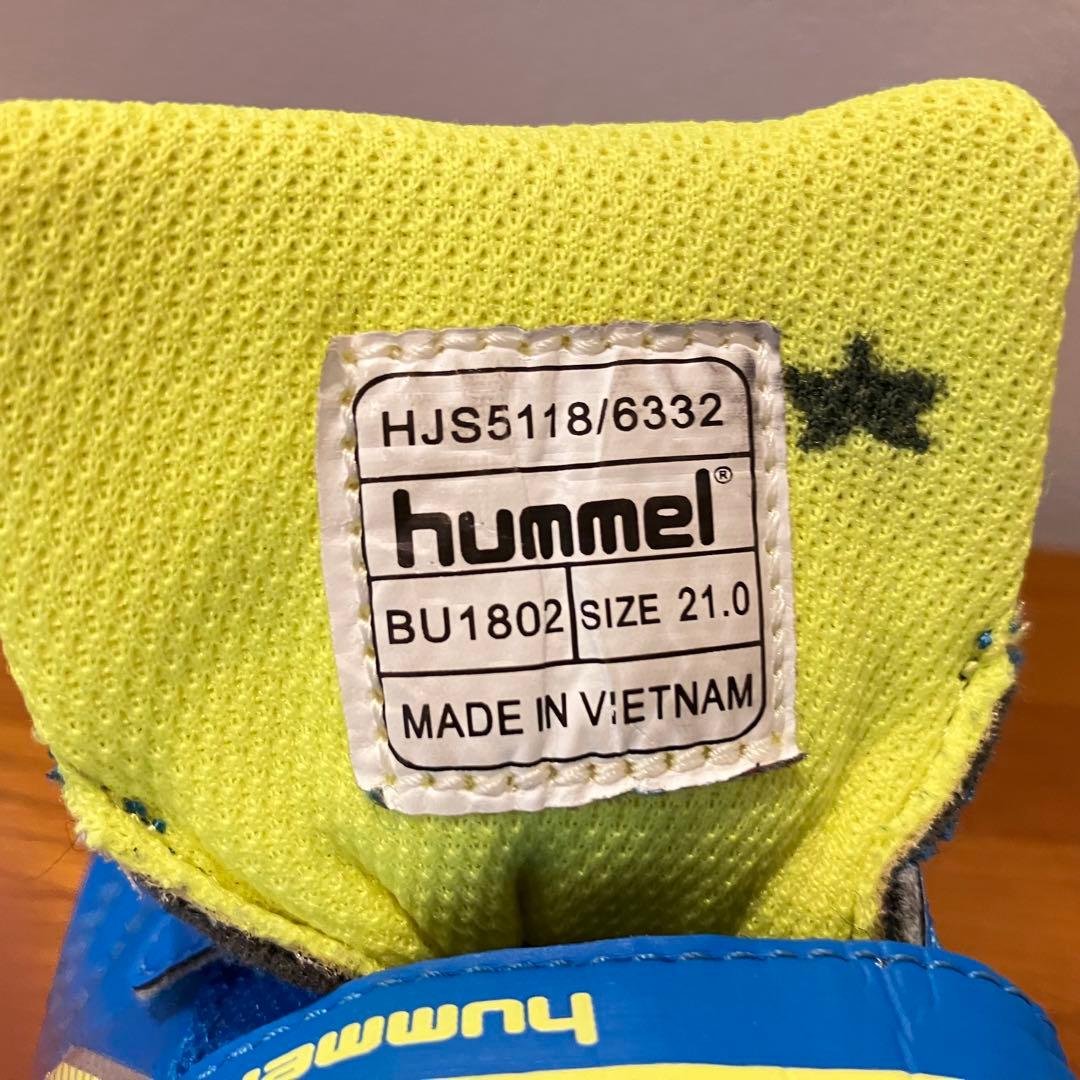 HJS5118/6332
hummel®
BU1802 SIZE 21.0
MADE IN VIETNAM
hummel